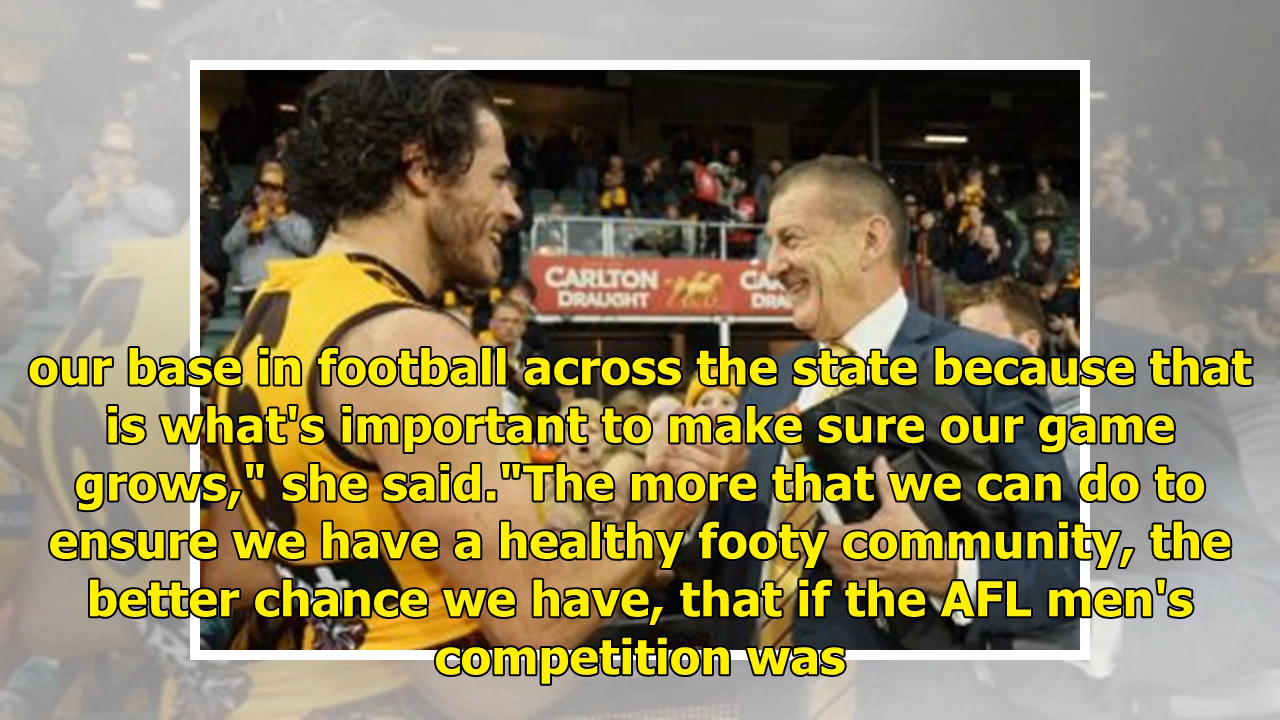 CARLTON
DRAUGHT
CAR
DRA
our base in football across the state because that
is what's important to make sure our game
grows," she said."The more that we can do to
ensure we have a healthy footy community, the
better chance we have, that if the AFL men's
competition was